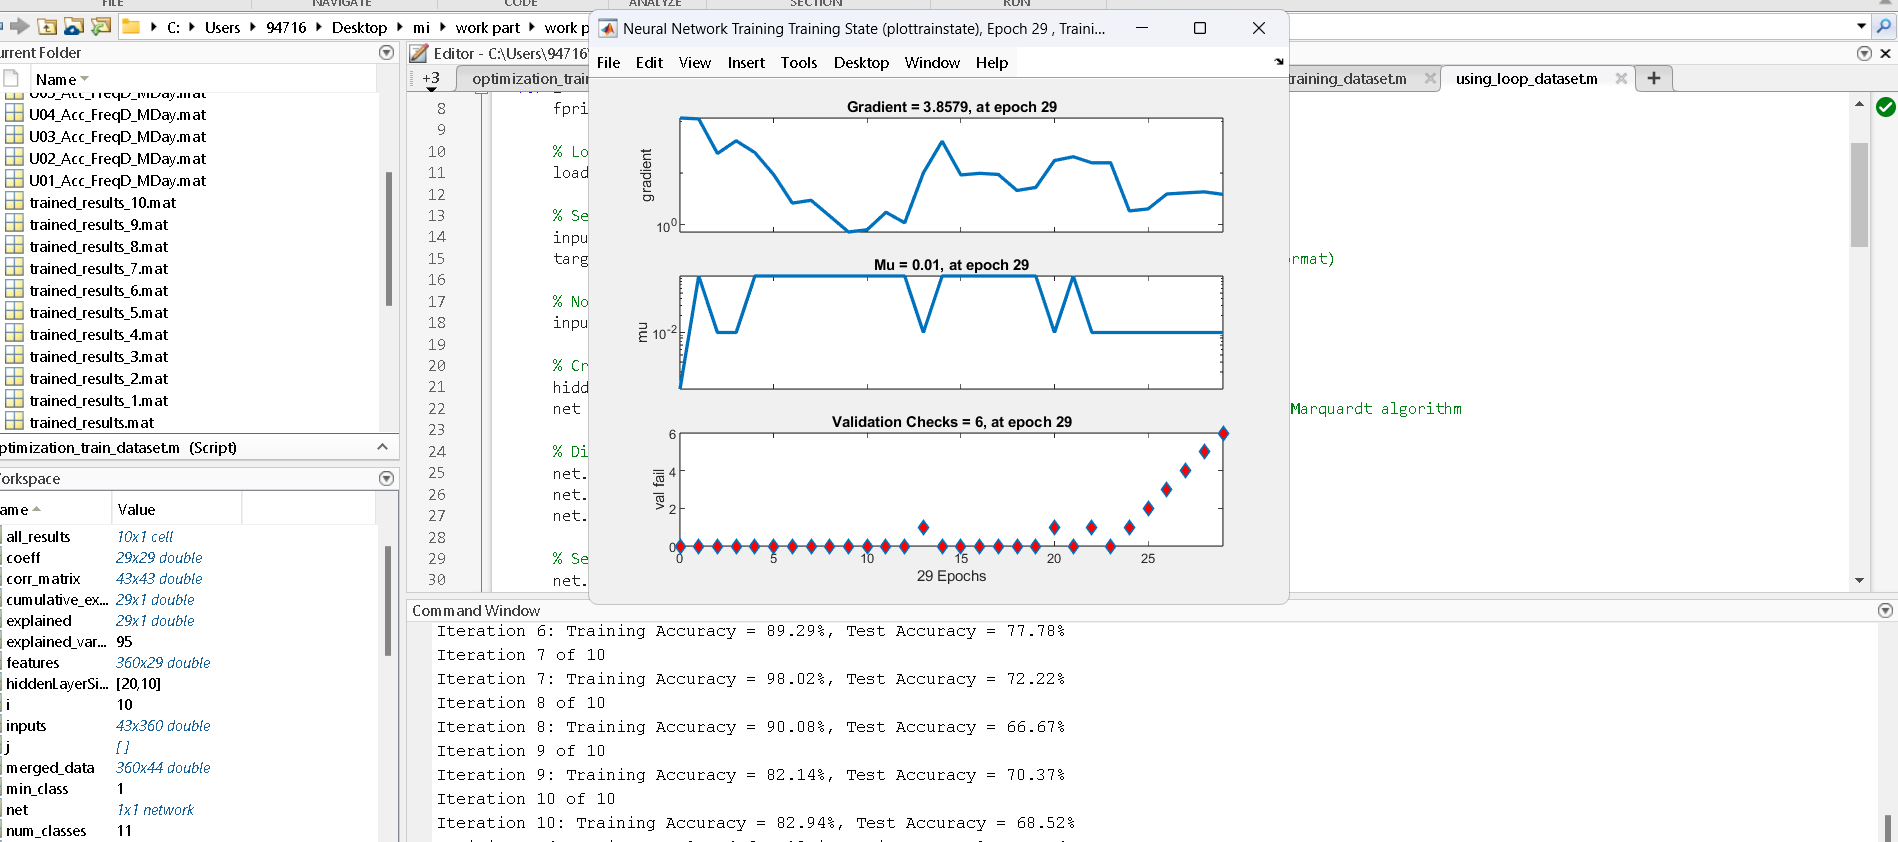 FILE NAVIGATE CODE ANALYZE SECTION RUN
C: Users 94716 Desktop mi work part work p
urrent Folder
Name
U05_Acc_FreqD_MDay.mat
U04_Acc_FreqD_MDay.mat
U03_Acc_FreqD_MDay.mat
U02_Acc_FreqD_MDay.mat
U01_Acc_FreqD_MDay.mat
trained_results_10.mat
trained_results_9.mat
trained_results_8.mat
trained_results_7.mat
trained_results_6.mat
trained_results_5.mat
trained_results_4.mat
trained_results_3.mat
trained_results_2.mat
trained_results_1.mat
trained_results.mat
ptimization_train_dataset.m (Script)
orkspace
ame Value
all_results 10x1 cell
coeff 29x29 double
corr_matrix 43x43 double
cumulative_ex... 29x1 double
explained 29x1 double
explained_var... 95
features 360x29 double
hiddenLayerSi... [20,10]
i 10
inputs 43x360 double
j []
merged_data 360x44 double
min_class 1
net 1x1 network
num_classes 11
Editor - C:\Users\94716
+3 optimization_train
raining_dataset.m using_loop_dataset.m
8 fpri
9
10 % Lo
11 load
12
13 % Se
14 inpu
15 targ rmat)
16
17 % No
18 inpu
19
20 % Cr
21 hidd
22 net Marquardt algorithm
23
24 % Di
25 net.
26 net.
27 net.
28
29 % Se
30 net.
Neural Network Training Training State (plottrainstate), Epoch 29 , Traini...
File Edit View Insert Tools Desktop Window Help
Gradient = 3.8579, at epoch 29
gradient
10^0
Mu = 0.01, at epoch 29
mu
10^-2
Validation Checks = 6, at epoch 29
val fail
6
4
2
0
0 5 10 15 20 25
29 Epochs
Command Window
Iteration 6: Training Accuracy = 89.29%, Test Accuracy = 77.78%
Iteration 7 of 10
Iteration 7: Training Accuracy = 98.02%, Test Accuracy = 72.22%
Iteration 8 of 10
Iteration 8: Training Accuracy = 90.08%, Test Accuracy = 66.67%
Iteration 9 of 10
Iteration 9: Training Accuracy = 82.14%, Test Accuracy = 70.37%
Iteration 10 of 10
Iteration 10: Training Accuracy = 82.94%, Test Accuracy = 68.52%